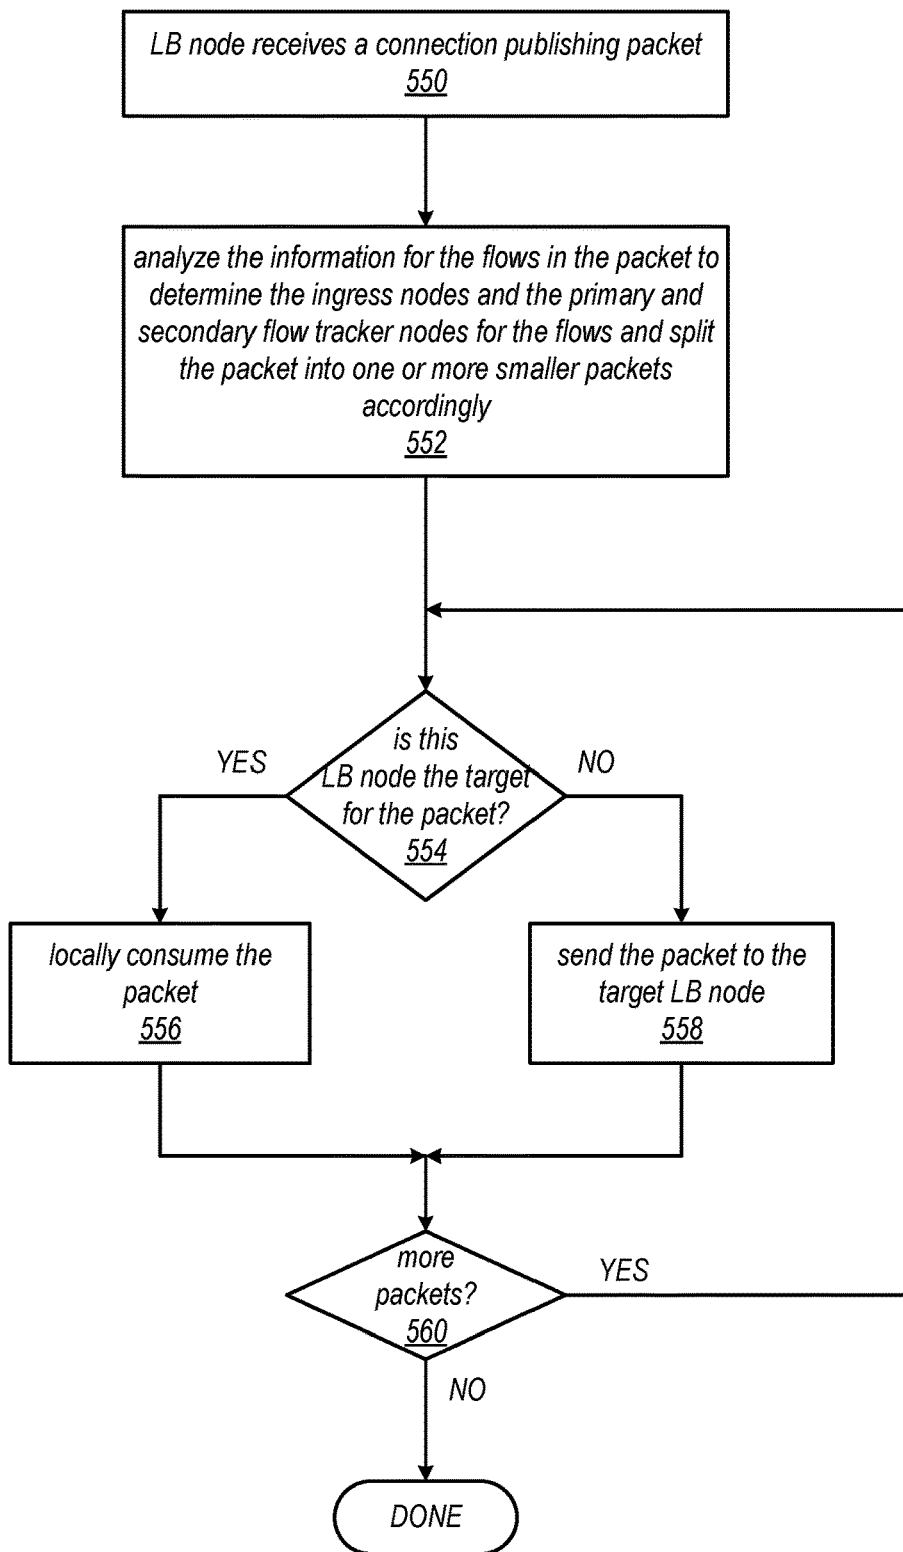 LB node receives a connection publishing packet
550
analyze the information for the flows in the packet to
determine the ingress nodes and the primary and
secondary flow tracker nodes for the flows and split
the packet into one or more smaller packets
accordingly
552
is this
LB node the target
for the packet?
554
YES
NO
locally consume the
packet
556
send the packet to the
target LB node
558
more
packets?
560
YES
NO
DONE